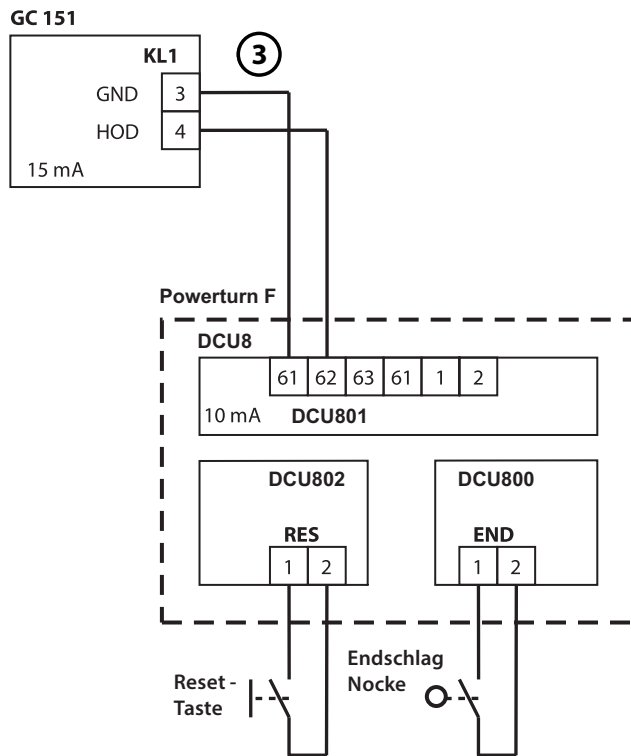 GC 151
KL1
3
GND 3
HOD 4
15 mA
Powerturn F
DCU8
61 62 63 61 1 2
10 mA DCU801
DCU802
RES
1 2
DCU800
END
1 2
Reset -
Taste
Endschlag
Nocke